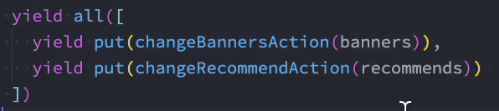 yield all([
  yield put(changeBannersAction(banners)),
  yield put(changeRecommendAction(recommends))
])